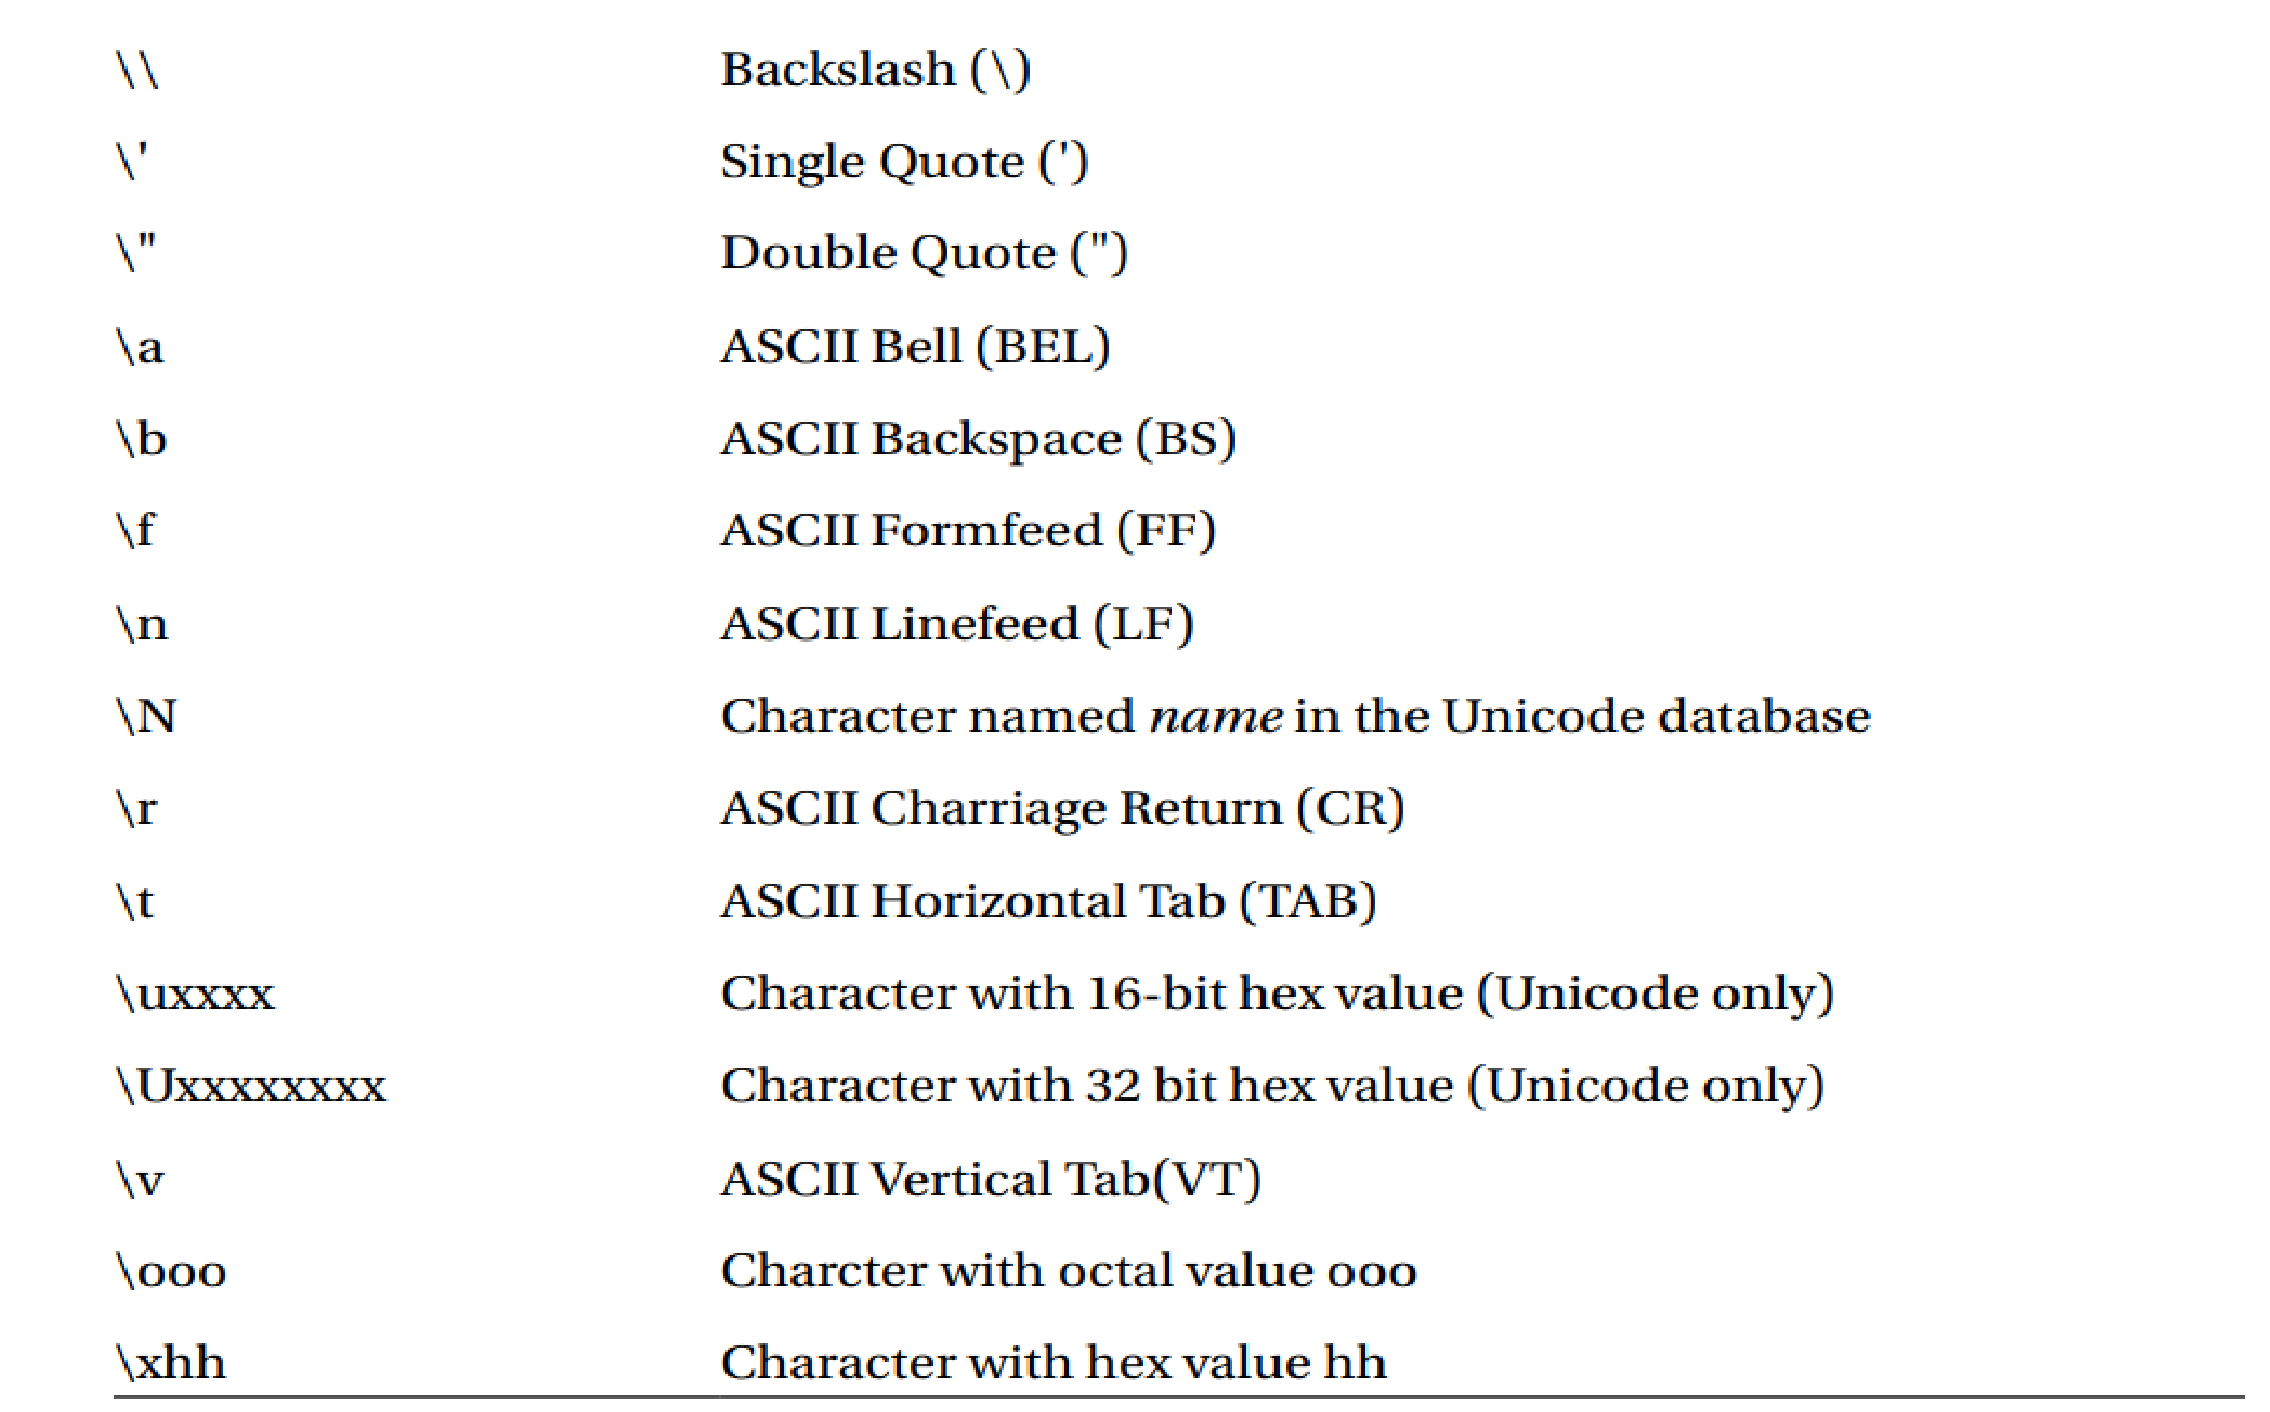 \\ Backslash (\)
\' Single Quote (')
\" Double Quote (")
\a ASCII Bell (BEL)
\b ASCII Backspace (BS)
\f ASCII Formfeed (FF)
\n ASCII Linefeed (LF)
\N Character named name in the Unicode database
\r ASCII Charriage Return (CR)
\t ASCII Horizontal Tab (TAB)
\uxxxx Character with 16-bit hex value (Unicode only)
\Uxxxxxxxx Character with 32 bit hex value (Unicode only)
\v ASCII Vertical Tab(VT)
\ooo Charcter with octal value ooo
\xhh Character with hex value hh